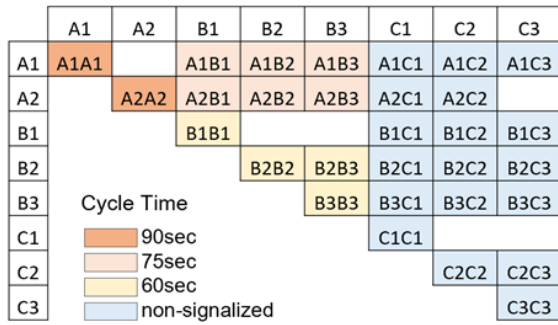 A1 A2 B1 B2 B3 C1 C2 C3
A1 A1A1 A1B1 A1B2 A1B3 A1C1 A1C2 A1C3
A2 A2A2 A2B1 A2B2 A2B3 A2C1 A2C2
B1 B1B1 B1C1 B1C2 B1C3
B2 B2B2 B2B3 B2C1 B2C2 B2C3
B3 B3B3 B3C1 B3C2 B3C3
C1 C1C1
C2 C2C2 C2C3
C3 C3C3
Cycle Time
90sec
75sec
60sec
non-signalized